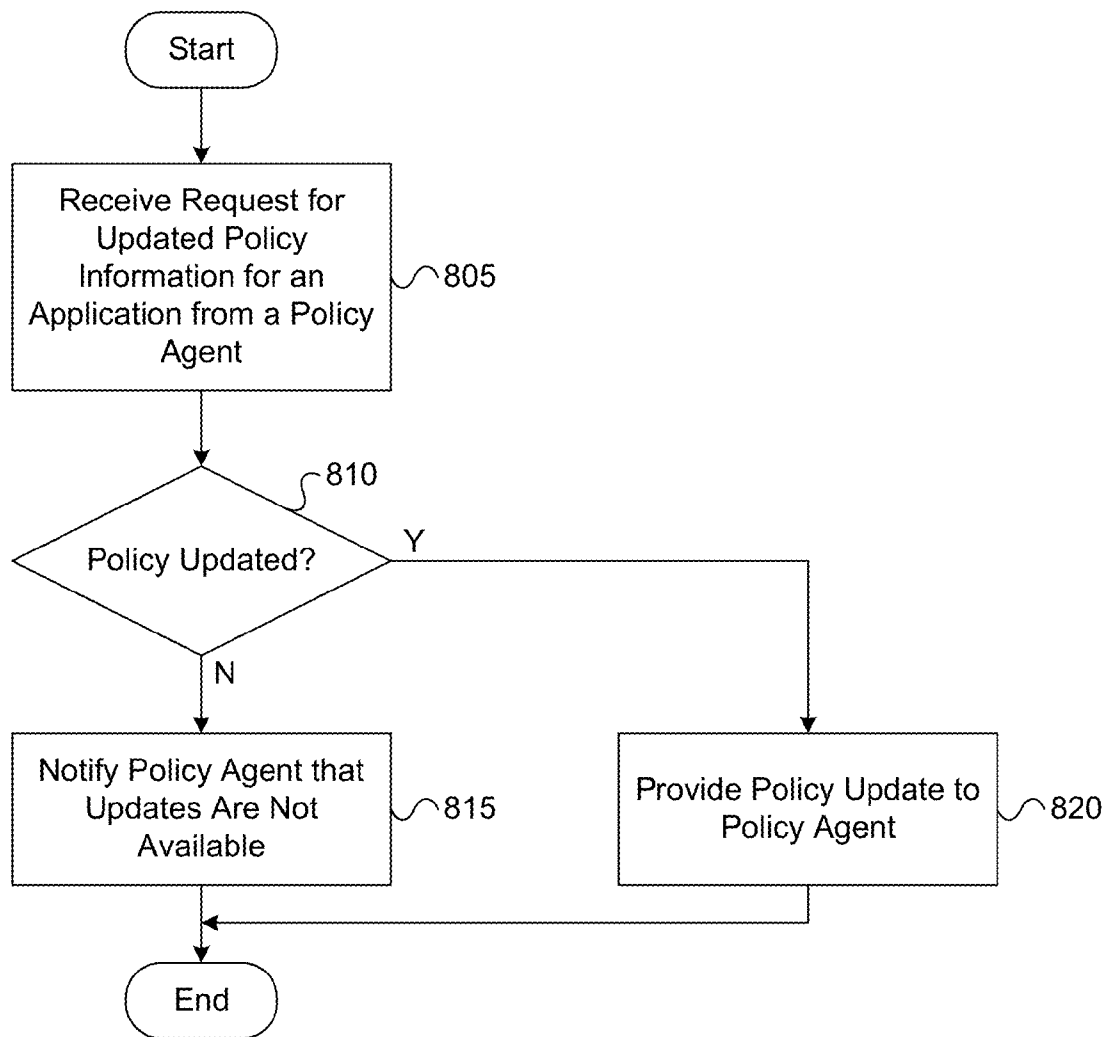 Start
Receive Request for
Updated Policy
Information for an
Application from a Policy
Agent
805
810
Policy Updated?
Y
N
Notify Policy Agent that
Updates Are Not
Available
815
Provide Policy Update to
Policy Agent
820
End